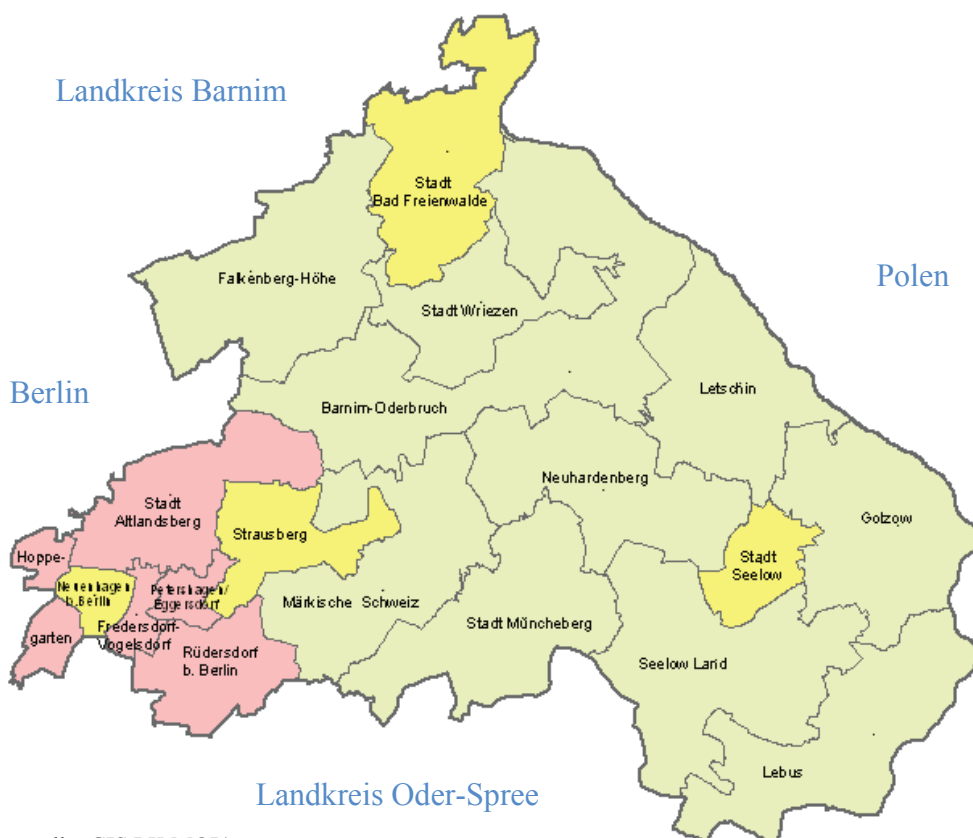 Landkreis Barnim
Stadt
Bad Freienwalde
Polen
Falkenberg-Höhe
Stadt Wriezen
Berlin
Letschin
Barnim-Oderbruch
Neuhardenberg
Stadt
Altlandsberg
Strausberg
Golzow
Hoppe-
Stadt
Seelow
Neuenhagen
b.Berlin
Petershagen/
Eggersdorf
Märkische Schweiz
garten
Fredersdorf-
Vogelsdorf
Stadt Müncheberg
Rüdersdorf
b. Berlin
Seelow Land
Lebus
Landkreis Oder-Spree